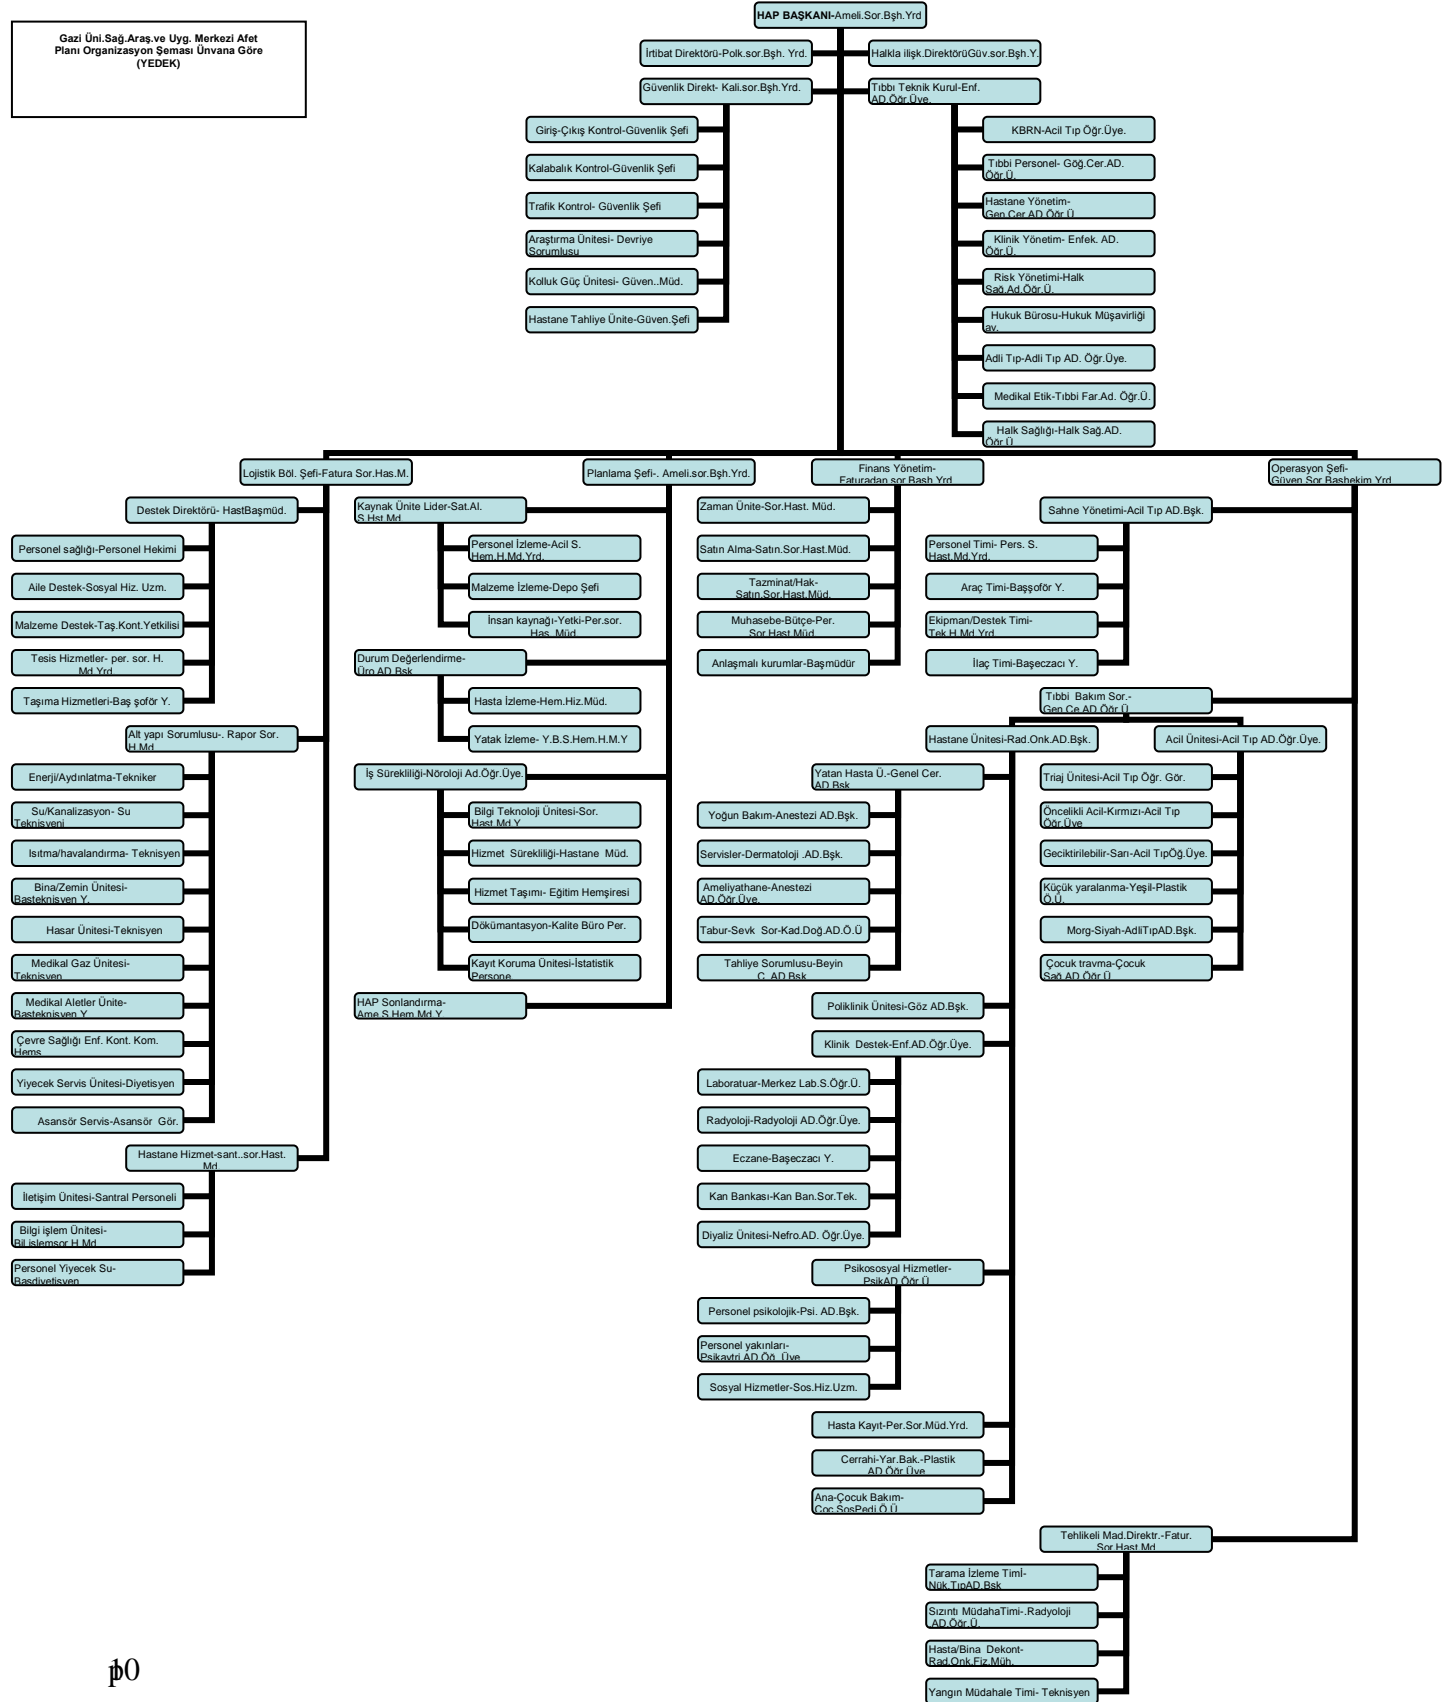 HAP BAŞKANI-Ameli.Sor.Bşh.Yrd
Gazi Üni.Sağ.Araş.ve Uyg. Merkezi Afet
Planı Organizasyon Şeması Ünvana Göre
(YEDEK)
İrtibat Direktörü-Polk.sor.Bşh. Yrd.
Halkla ilişk.DirektörüGüv.sor.Bşh.Y.
Güvenlik Direkt- Kali.sor.Bşh.Yrd.
Tıbbı Teknik Kurul-Enf.
AD.Öğr.Üye.
Giriş-Çıkış Kontrol-Güvenlik Şefi
Kalabalık Kontrol-Güvenlik Şefi
Trafik Kontrol- Güvenlik Şefi
Araştırma Ünitesi- Devriye
Sorumlusu
Kolluk Güç Ünitesi- Güven..Müd.
Hastane Tahliye Ünite-Güven.Şefi
KBRN-Acil Tıp Öğr.Üye.
Tıbbi Personel- Göğ.Cer.AD.
Öğr.Ü.
Hastane Yönetim-
Gen.Cer AD.Öğr.Ü
Klinik Yönetim- Enfek. AD.
Öğr.Ü.
Risk Yönetimi-Halk
Sağ.Ad.Öğr.Ü.
Hukuk Bürosu-Hukuk Müşavirliği
av.
Adli Tıp-Adli Tıp AD. Öğr.Üye.
Medikal Etik-Tıbbi Far.Ad. Öğr.Ü.
Halk Sağlığı-Halk Sağ.AD.
Öğr.Ü
Lojistik Böl. Şefi-Fatura Sor.Has.M.
Planlama Şefi-. Ameli.sor.Bşh.Yrd.
Finans Yönetim-
Faturadan sor.Başh.Yrd
Operasyon Şefi-
Güven.Sor.Başhekim Yrd
Destek Direktörü- HastBaşmüd.
Personel sağlığı-Personel Hekimi
Aile Destek-Sosyal Hiz. Uzm.
Malzeme Destek-Taş.Kont.Yetkilisi
Tesis Hizmetler- per. sor. H.
Md.Yrd.
Taşıma Hizmetleri-Baş şoför Y.
Alt yapı Sorumlusu-. Rapor Sor.
H.Md
Enerji/Aydınlatma-Tekniker
Su/Kanalizasyon- Su
Teknisyeni
Isıtma/havalandırma- Teknisyen
Bina/Zemin Ünitesi-
Başteknisyen Y.
Hasar Ünitesi-Teknisyen
Medikal Gaz Ünitesi-
Teknisyen
Medikal Aletler Ünite-
Başteknisyen Y
Çevre Sağlığı Enf. Kont. Kom.
Hemş
Yiyecek Servis Ünitesi-Diyetisyen
Asansör Servis-Asansör Gör.
Hastane Hizmet-sant..sor.Hast.
Md
İletişim Ünitesi-Santral Personeli
Bilgi işlem Ünitesi-
Bil.işlemsor.H.Md
Personel Yiyecek Su-
Başdiyetisyen
Kaynak Ünite Lider-Sat.Al.
S.Hst.Md.
Personel İzleme-Acil S.
Hem.H.Md.Yrd.
Malzeme İzleme-Depo Şefi
İnsan kaynağı-Yetki-Per.sor.
Has. Müd.
Durum Değerlendirme-
Üro.AD.Bşk
Hasta İzleme-Hem.Hiz.Müd.
Yatak İzleme- Y.B.S.Hem.H.M.Y
İş Sürekliliği-Nöroloji Ad.Öğr.Üye.
Bilgi Teknoloji Ünitesi-Sor.
Hast.Md.Y
Hizmet Sürekliliği-Hastane Müd.
Hizmet Taşımı- Eğitim Hemşiresi
Dökümantasyon-Kalite Büro Per.
Kayıt Koruma Ünitesi-İstatistik
Persone
HAP Sonlandırma-
Ame.S.Hem.Md.Y
Zaman Ünite-Sor.Hast. Müd.
Satın Alma-Satın.Sor.Hast.Müd.
Tazminat/Hak-
Satın.Sor.Hast.Müd.
Muhasebe-Bütçe-Per.
Sor.Hast.Müd
Anlaşmalı kurumlar-Başmüdür
Sahne Yönetimi-Acil Tıp AD.Bşk.
Personel Timi- Pers. S.
Hast.Md.Yrd.
Araç Timi-Başşoför Y.
Ekipman/Destek Timi-
Tek.H.Md.Yrd.
İlaç Timi-Başeczacı Y.
Tıbbi Bakım Sor.-
Gen.Ce AD.Öğr.Ü
Hastane Ünitesi-Rad.Onk.AD.Bşk.
Acil Ünitesi-Acil Tıp AD.Öğr.Üye.
Yatan Hasta Ü.-Genel Cer.
AD.Bşk
Yoğun Bakım-Anestezi AD.Bşk.
Servisler-Dermatoloji .AD.Bşk.
Ameliyathane-Anestezi
AD.Öğr.Üye.
Tabur-Sevk Sor-Kad.Doğ.AD.Ö.Ü
Tahliye Sorumlusu-Beyin
C. AD.Bşk
Triaj Ünitesi-Acil Tıp Öğr. Gör.
Öncelikli Acil-Kırmızı-Acil Tıp
Öğr.Üye
Geciktirilebilir-Sarı-Acil TıpÖğ.Üye.
Küçük yaralanma-Yeşil-Plastik
Ö.Ü.
Morg-Siyah-AdliTıpAD.Bşk.
Çocuk travma-Çocuk
Sağ.AD.Öğr.Ü
Poliklinik Ünitesi-Göz AD.Bşk.
Klinik Destek-Enf.AD.Öğr.Üye.
Laboratuar-Merkez Lab.S.Öğr.Ü.
Radyoloji-Radyoloji AD.Öğr.Üye.
Eczane-Başeczacı Y.
Kan Bankası-Kan Ban.Sor.Tek.
Diyaliz Ünitesi-Nefro.AD. Öğr.Üye.
Psikososyal Hizmetler-
PsikAD.Öğr.Ü
Personel psikolojik-Psi. AD.Bşk.
Personel yakınları-
Psikaytri.AD.Öğ. Üye
Sosyal Hizmetler-Sos.Hiz.Uzm.
Hasta Kayıt-Per.Sor.Müd.Yrd.
Cerrahi-Yar.Bak.-Plastik
AD.Öğr.Üye
Ana-Çocuk Bakım-
Çoc.SosPedi.Ö.Ü
Tehlikeli Mad.Direktr.-Fatur.
Sor.Hast.Md
Tarama İzleme Timİ-
Nük.TıpAD.Bşk
Sızıntı MüdahaTimi-.Radyoloji
.AD.Öğr.Ü.
Hasta/Bina Dekont-
Rad.Onk.Fiz.Müh.
Yangın Müdahale Timi- Teknisyen